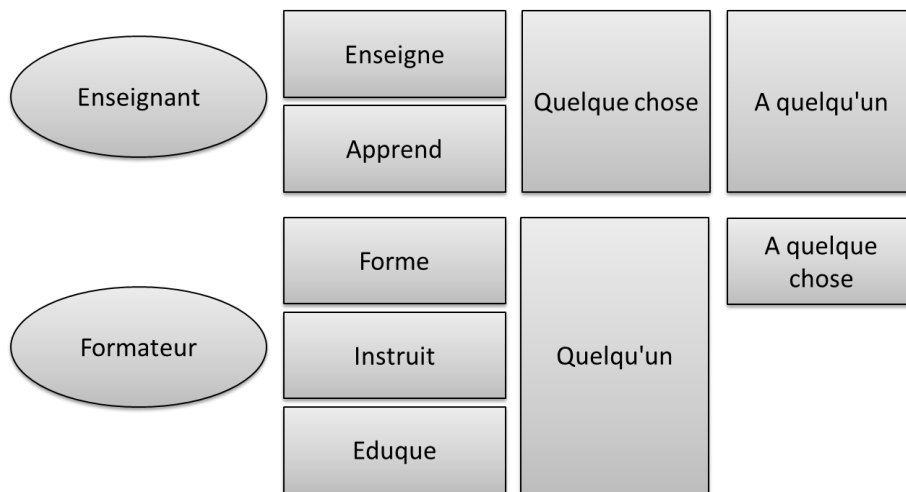 Enseignant
Enseigne
Apprend
Quelque chose
A quelqu'un
Formateur
Forme
Instruit
Eduque
Quelqu'un
A quelque
chose